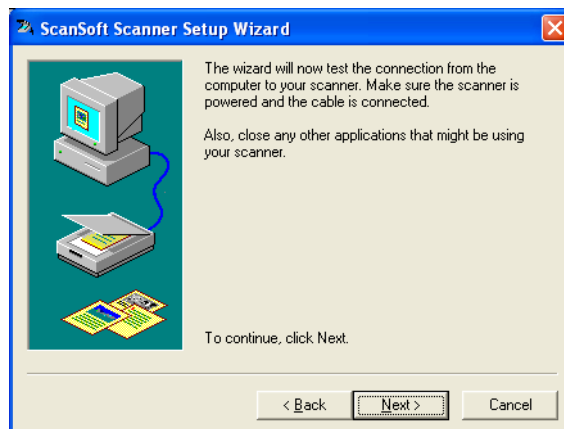 ScanSoft Scanner Setup Wizard
The wizard will now test the connection from the
computer to your scanner. Make sure the scanner is
powered and the cable is connected.
Also, close any other applications that might be using
your scanner.
To continue, click Next.
< Back
Next >
Cancel